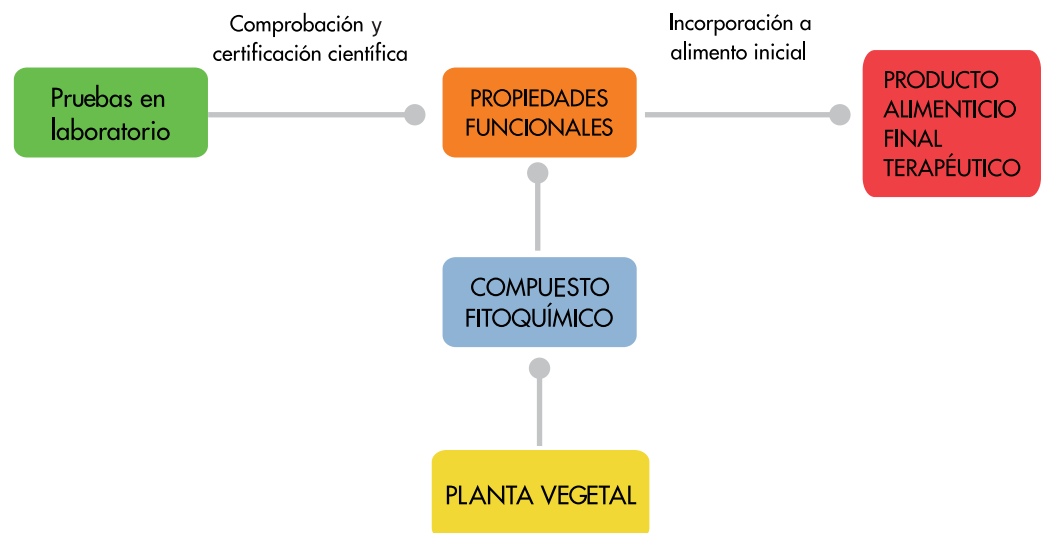 Comprobación y
certificación científica
Incorporación a
alimento inicial
Pruebas en
laboratorio
PROPIEDADES
FUNCIONALES
PRODUCTO
ALIMENTICIO
FINAL
TERAPÉUTICO
COMPUESTO
FITOQUÍMICO
PLANTA VEGETAL